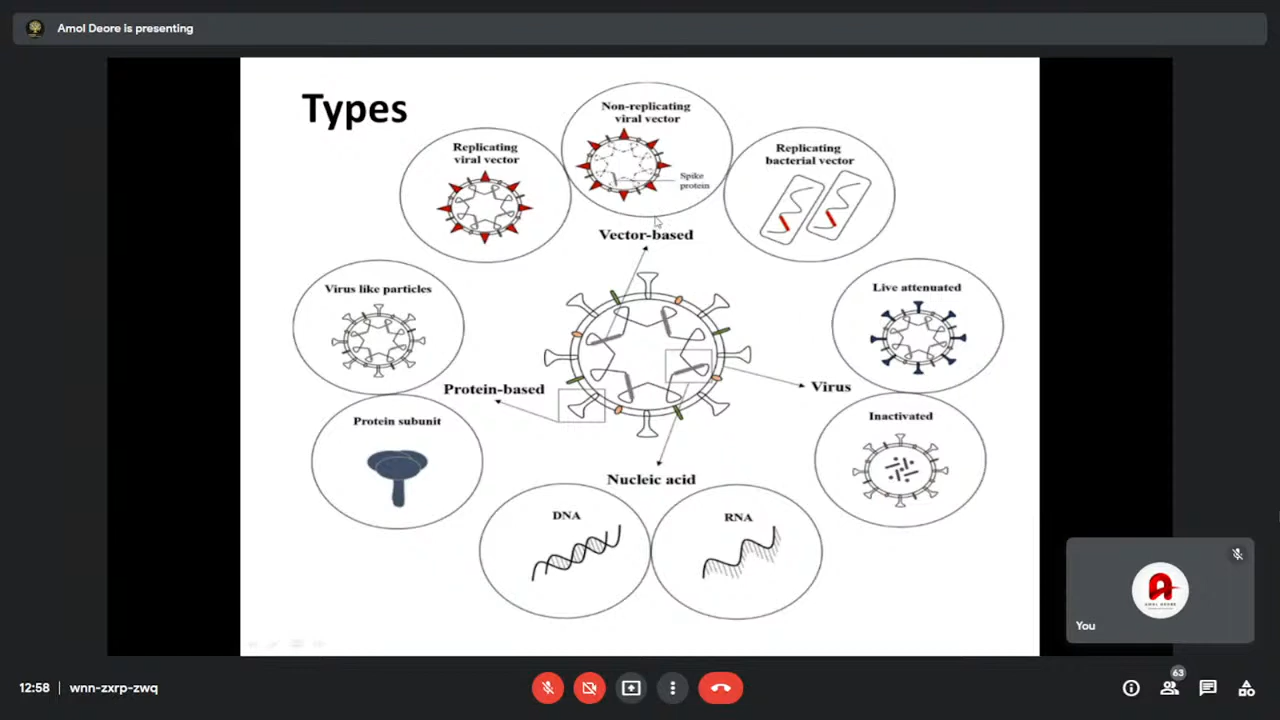 Amol Deore is presenting
Types
Non-replicating
viral vector
Spike
protein
Replicating
viral vector
Replicating
bacterial vector
Vector-based
Virus like particles
Live attenuated
Protein-based
Virus
Protein subunit
Inactivated
Nucleic acid
DNA
RNA
A
AMOL DEORE
You
12:58 | wnn-zxrp-zwq
63